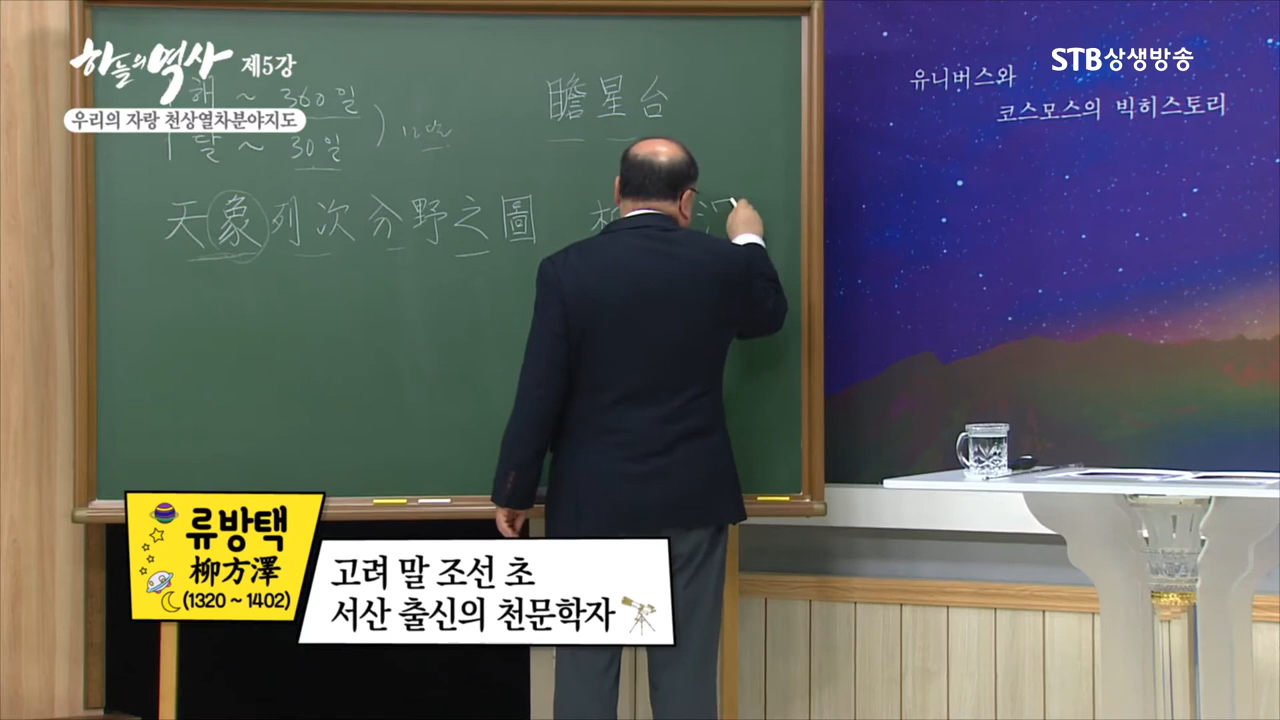 하늘의 역사 제5강
우리의 자랑 천상열차분야지도
STB상생방송
유니버스와
코스모스의 빅히스토리
해 ~ 360일
달 ~ 30일
瞻星台
天象列次分野之圖
류방택
柳方澤
(1320 ~ 1402)
고려 말 조선 초
서산 출신의 천문학자